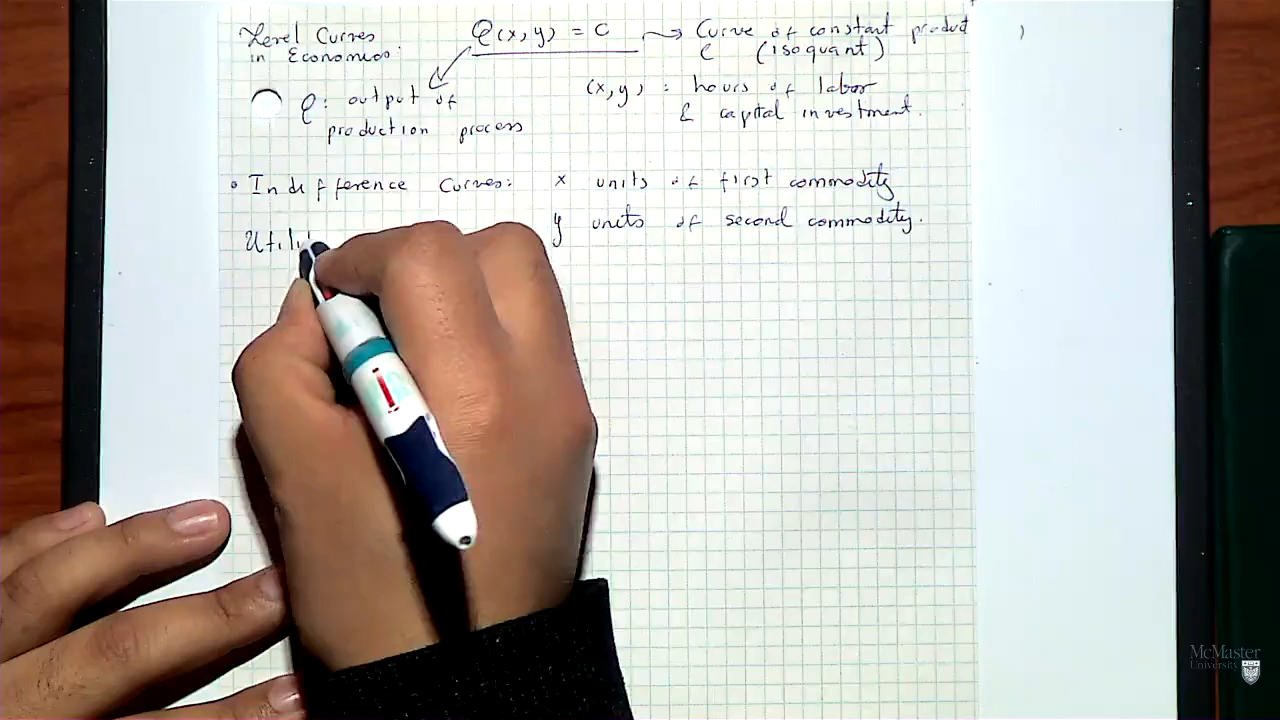 Level Curves
in Economics:
Q(x,y) = C → Curve of constant product
C (isoquant)
Q: output of
production process
(x,y) : hours of labor
& capital investment.
• Indifference Curves: x units of first commodity
y units of second commodity.
Utili
McMaster
University